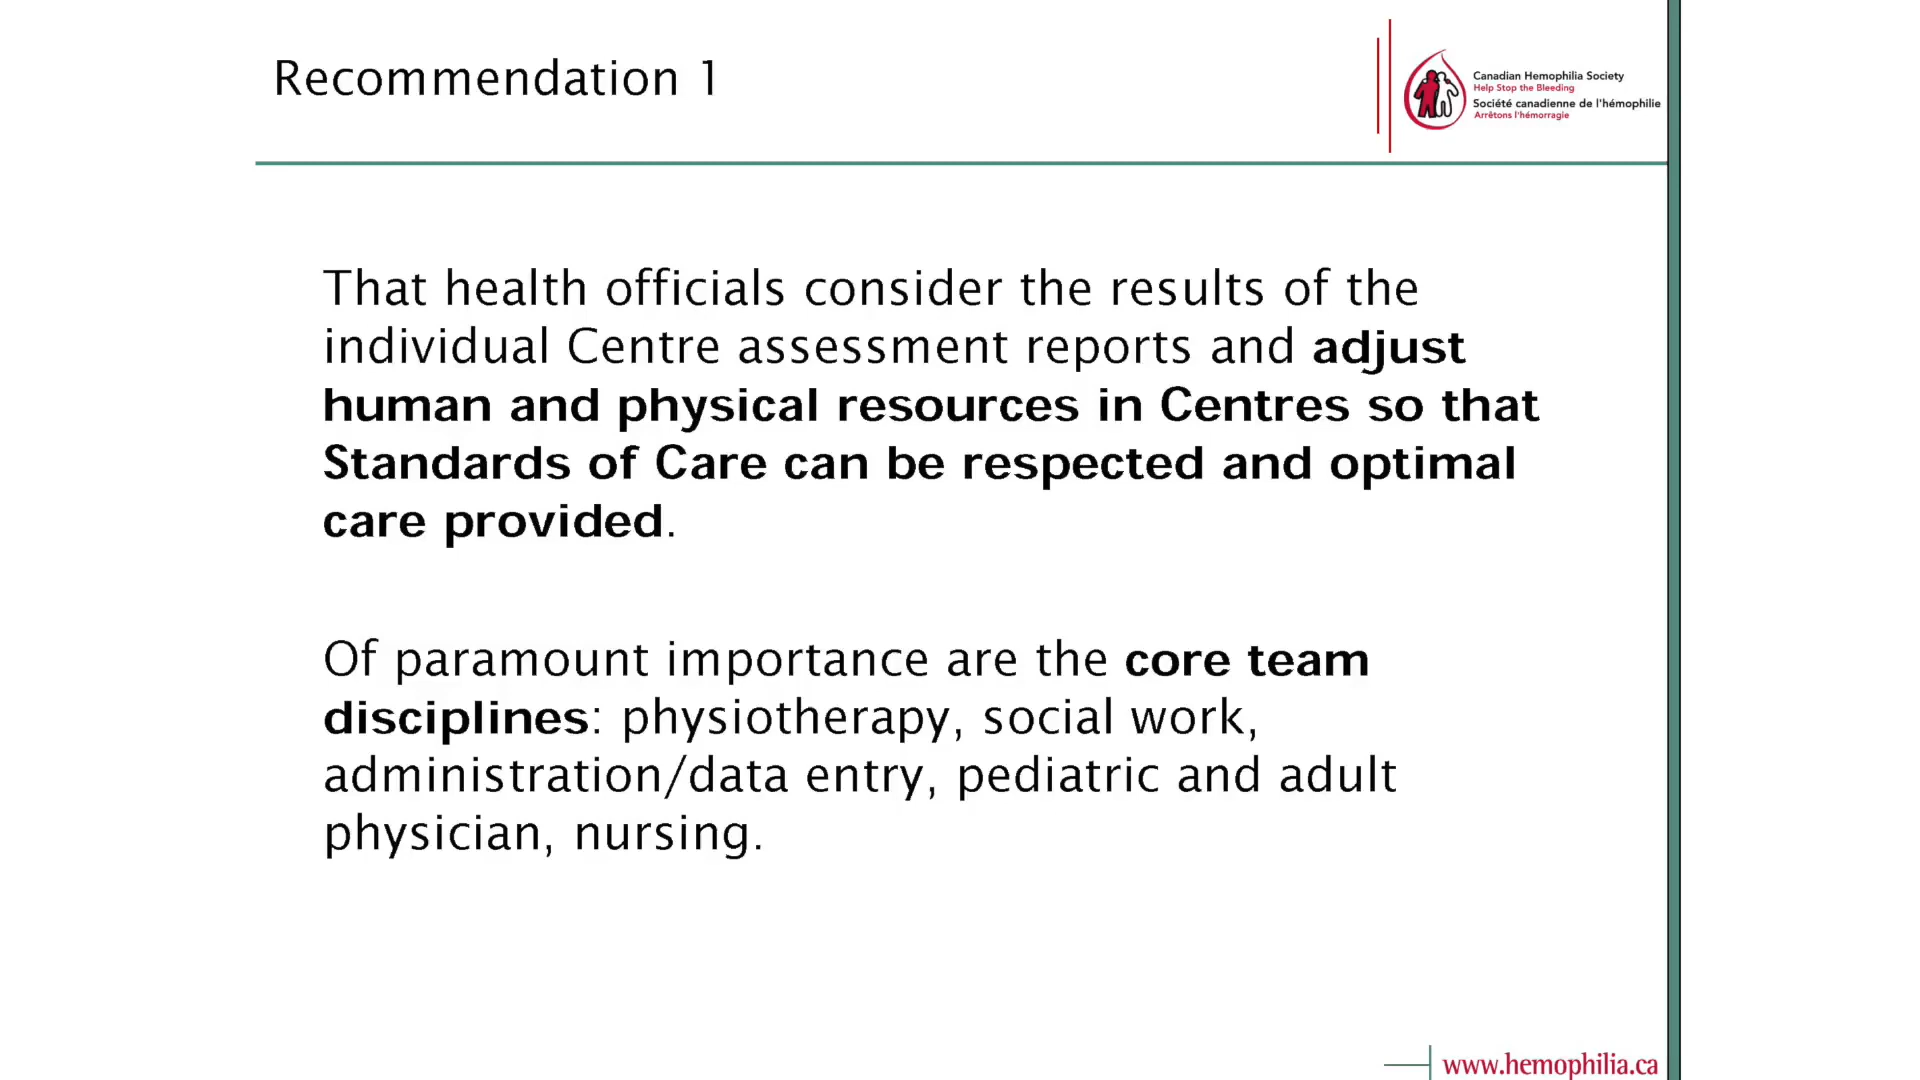 Recommendation 1
Canadian Hemophilia Society
Help Stop the Bleeding
Société canadienne de l'hémophilie
Arrêtons l'hémorragie
That health officials consider the results of the
individual Centre assessment reports and adjust
human and physical resources in Centres so that
Standards of Care can be respected and optimal
care provided.
Of paramount importance are the core team
disciplines: physiotherapy, social work,
administration/data entry, pediatric and adult
physician, nursing.
www.hemophilia.ca